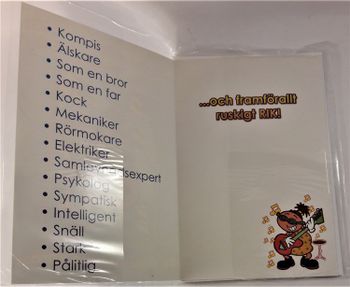 • Kompis
• Älskare
• Som en bror
• Som en far
• Kock
• Mekaniker
• Rörmokare
• Elektriker
• Samlevnadsexpert
• Psykolog
• Sympatisk
• Intelligent
• Snäll
• Stark
• Pålitlig
...och framförallt
ruskigt RIK!